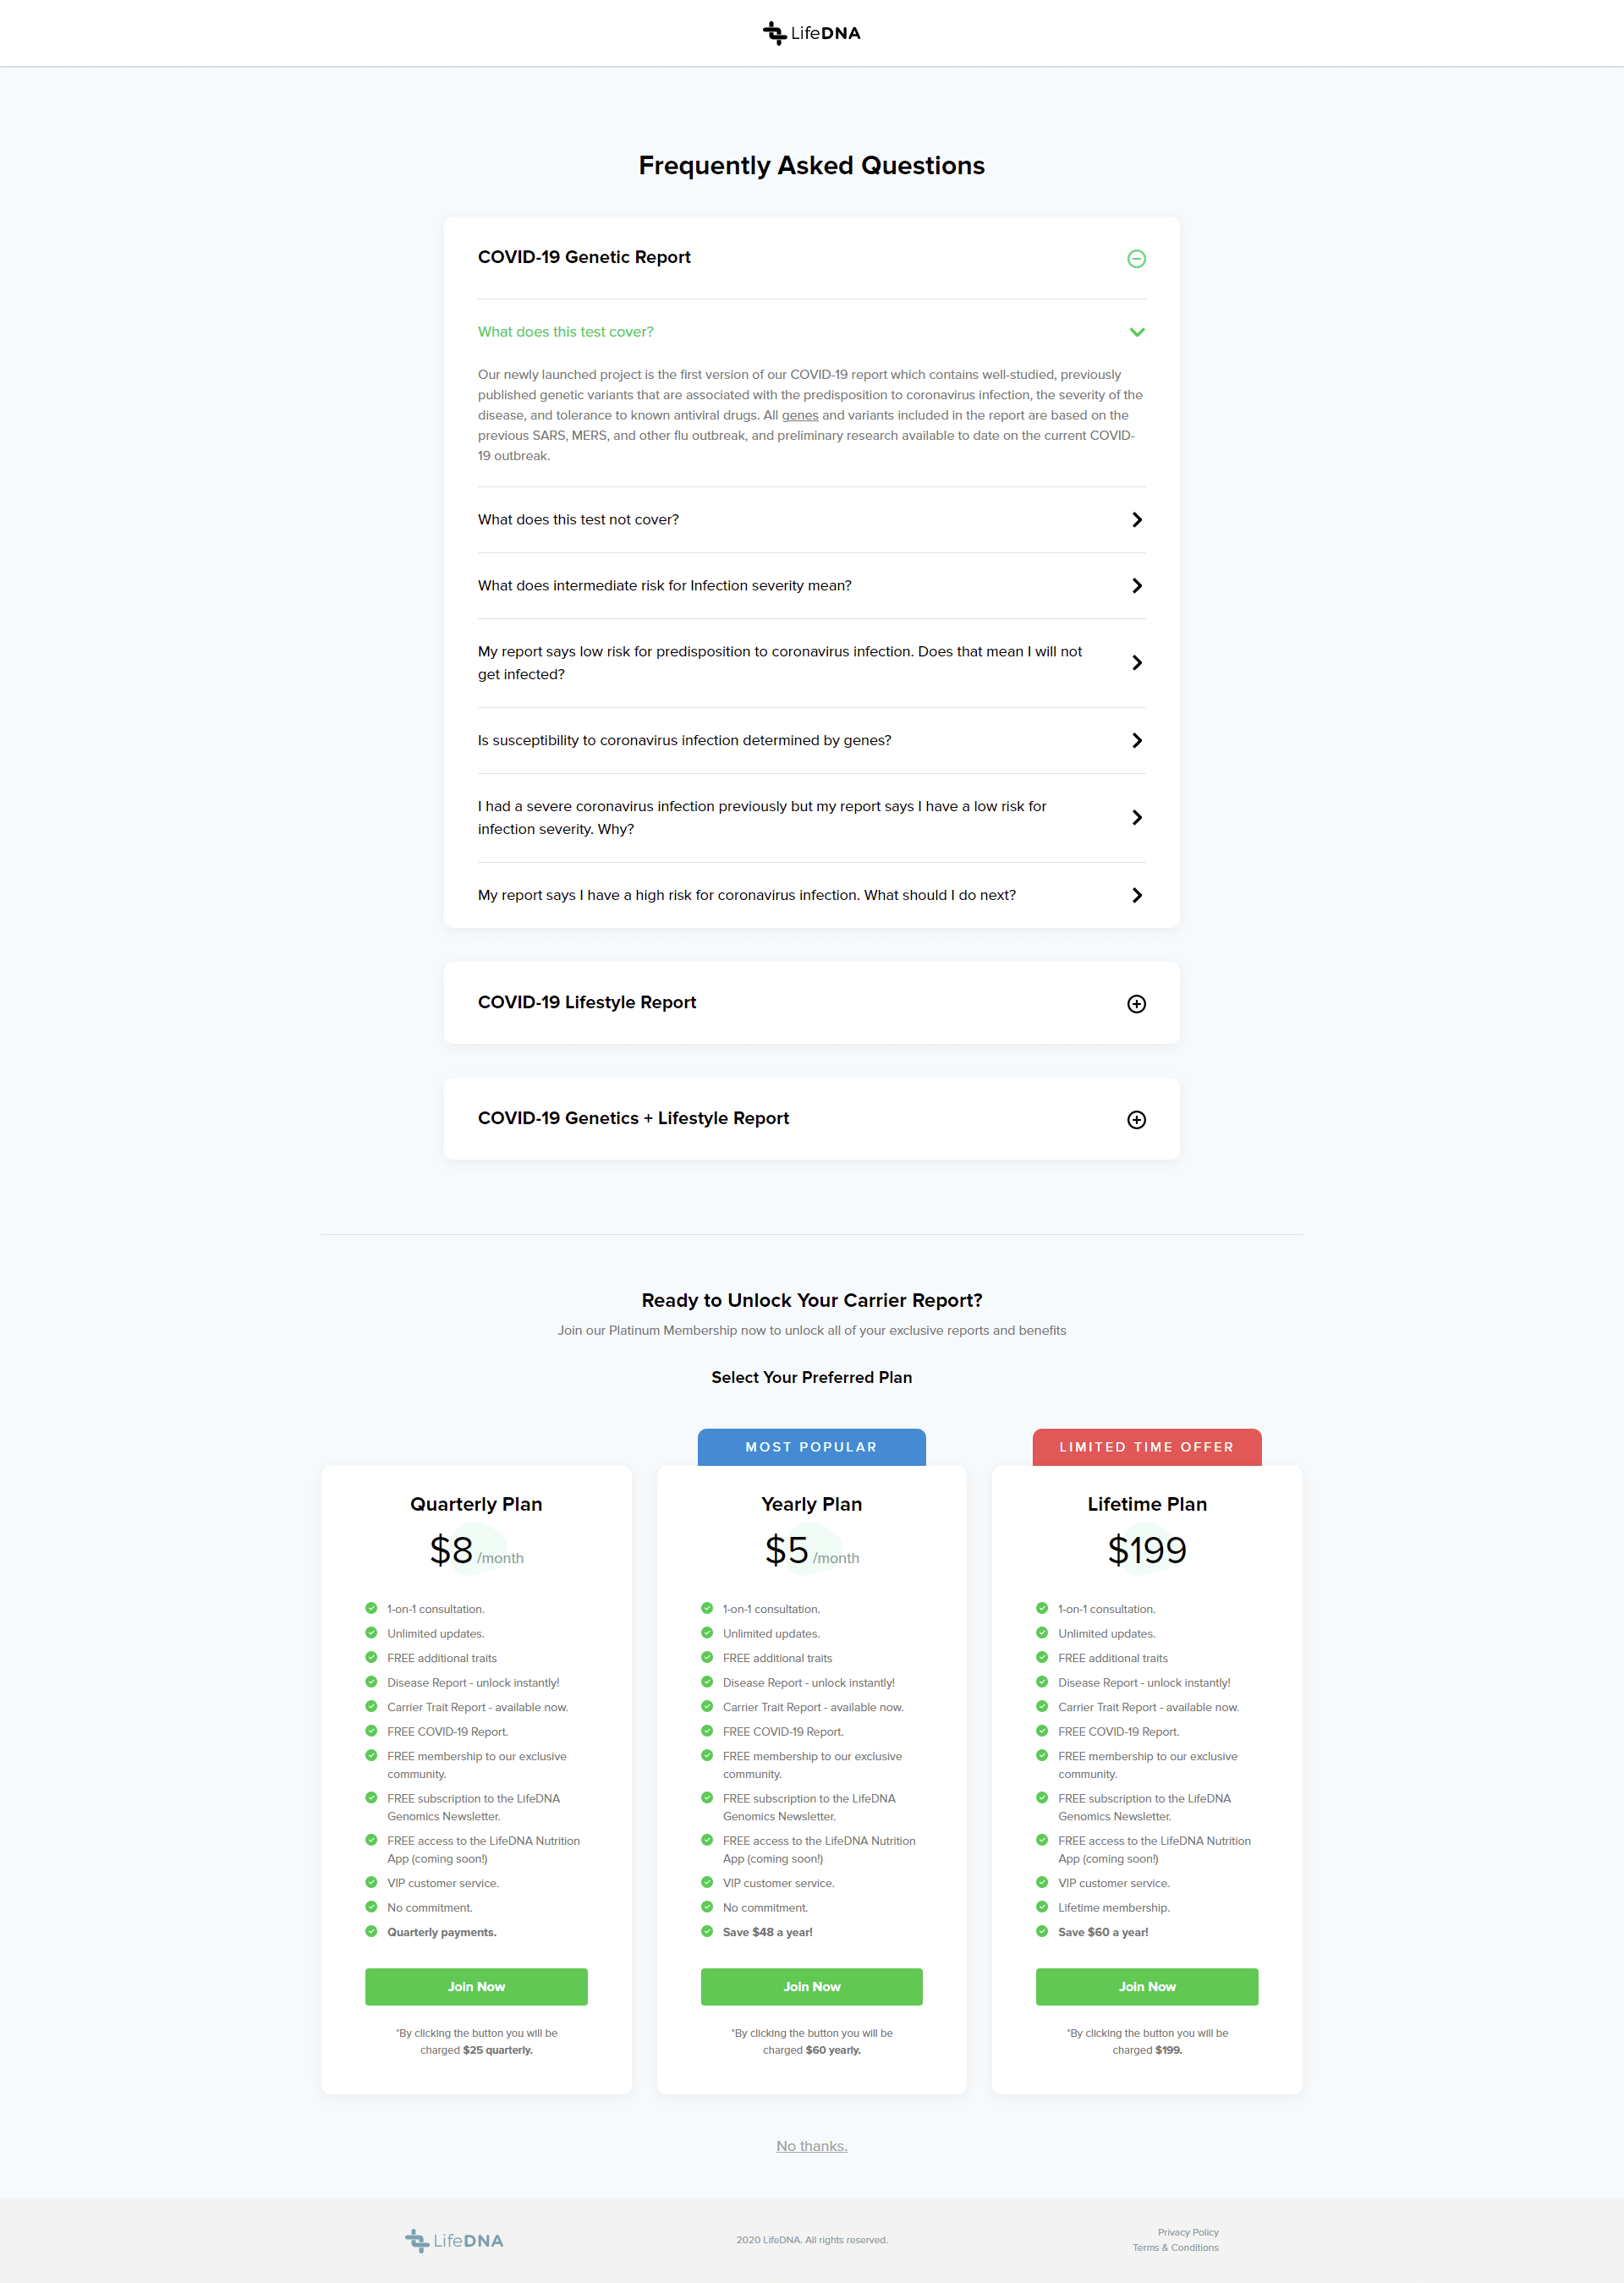 LifeDNA
Frequently Asked Questions
COVID-19 Genetic Report
What does this test cover?
Our newly launched project is the first version of our COVID-19 report which contains well-studied, previously
published genetic variants that are associated with the predisposition to coronavirus infection, the severity of the
disease, and tolerance to known antiviral drugs. All genes and variants included in the report are based on the
previous SARS, MERS, and other flu outbreak, and preliminary research available to date on the current COVID-
19 outbreak.
What does this test not cover?
What does intermediate risk for Infection severity mean?
My report says low risk for predisposition to coronavirus infection. Does that mean I will not
get infected?
Is susceptibility to coronavirus infection determined by genes?
I had a severe coronavirus infection previously but my report says I have a low risk for
infection severity. Why?
My report says I have a high risk for coronavirus infection. What should I do next?
COVID-19 Lifestyle Report
COVID-19 Genetics + Lifestyle Report
Ready to Unlock Your Carrier Report?
Join our Platinum Membership now to unlock all of your exclusive reports and benefits
Select Your Preferred Plan
Quarterly Plan
$8 /month
1-on-1 consultation.
Unlimited updates.
FREE additional traits
Disease Report - unlock instantly!
Carrier Trait Report - available now.
FREE COVID-19 Report.
FREE membership to our exclusive
community.
FREE subscription to the LifeDNA
Genomics Newsletter.
FREE access to the LifeDNA Nutrition
App (coming soon!)
VIP customer service.
No commitment.
Quarterly payments.
Join Now
*By clicking the button you will be
charged $25 quarterly.
MOST POPULAR
Yearly Plan
$5 /month
1-on-1 consultation.
Unlimited updates.
FREE additional traits
Disease Report - unlock instantly!
Carrier Trait Report - available now.
FREE COVID-19 Report.
FREE membership to our exclusive
community.
FREE subscription to the LifeDNA
Genomics Newsletter.
FREE access to the LifeDNA Nutrition
App (coming soon!)
VIP customer service.
No commitment.
Save $48 a year!
Join Now
*By clicking the button you will be
charged $60 yearly.
LIMITED TIME OFFER
Lifetime Plan
$199
1-on-1 consultation.
Unlimited updates.
FREE additional traits
Disease Report - unlock instantly!
Carrier Trait Report - available now.
FREE COVID-19 Report.
FREE membership to our exclusive
community.
FREE subscription to the LifeDNA
Genomics Newsletter.
FREE access to the LifeDNA Nutrition
App (coming soon!)
VIP customer service.
Lifetime membership.
Save $60 a year!
Join Now
*By clicking the button you will be
charged $199.
No thanks.
LifeDNA
2020 LifeDNA. All rights reserved.
Privacy Policy
Terms & Conditions